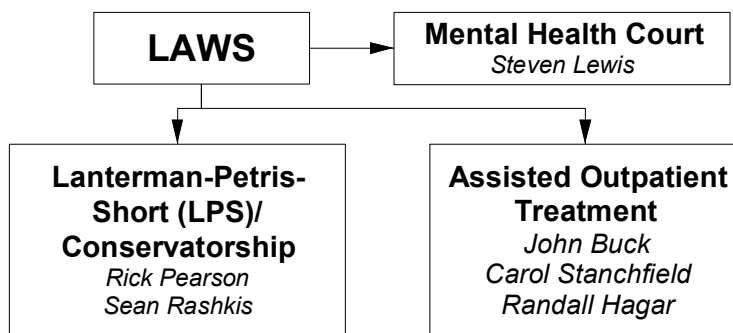 LAWS
Mental Health Court
Steven Lewis
Lanterman-Petris-
Short (LPS)/
Conservatorship
Rick Pearson
Sean Rashkis
Assisted Outpatient
Treatment
John Buck
Carol Stanchfield
Randall Hagar